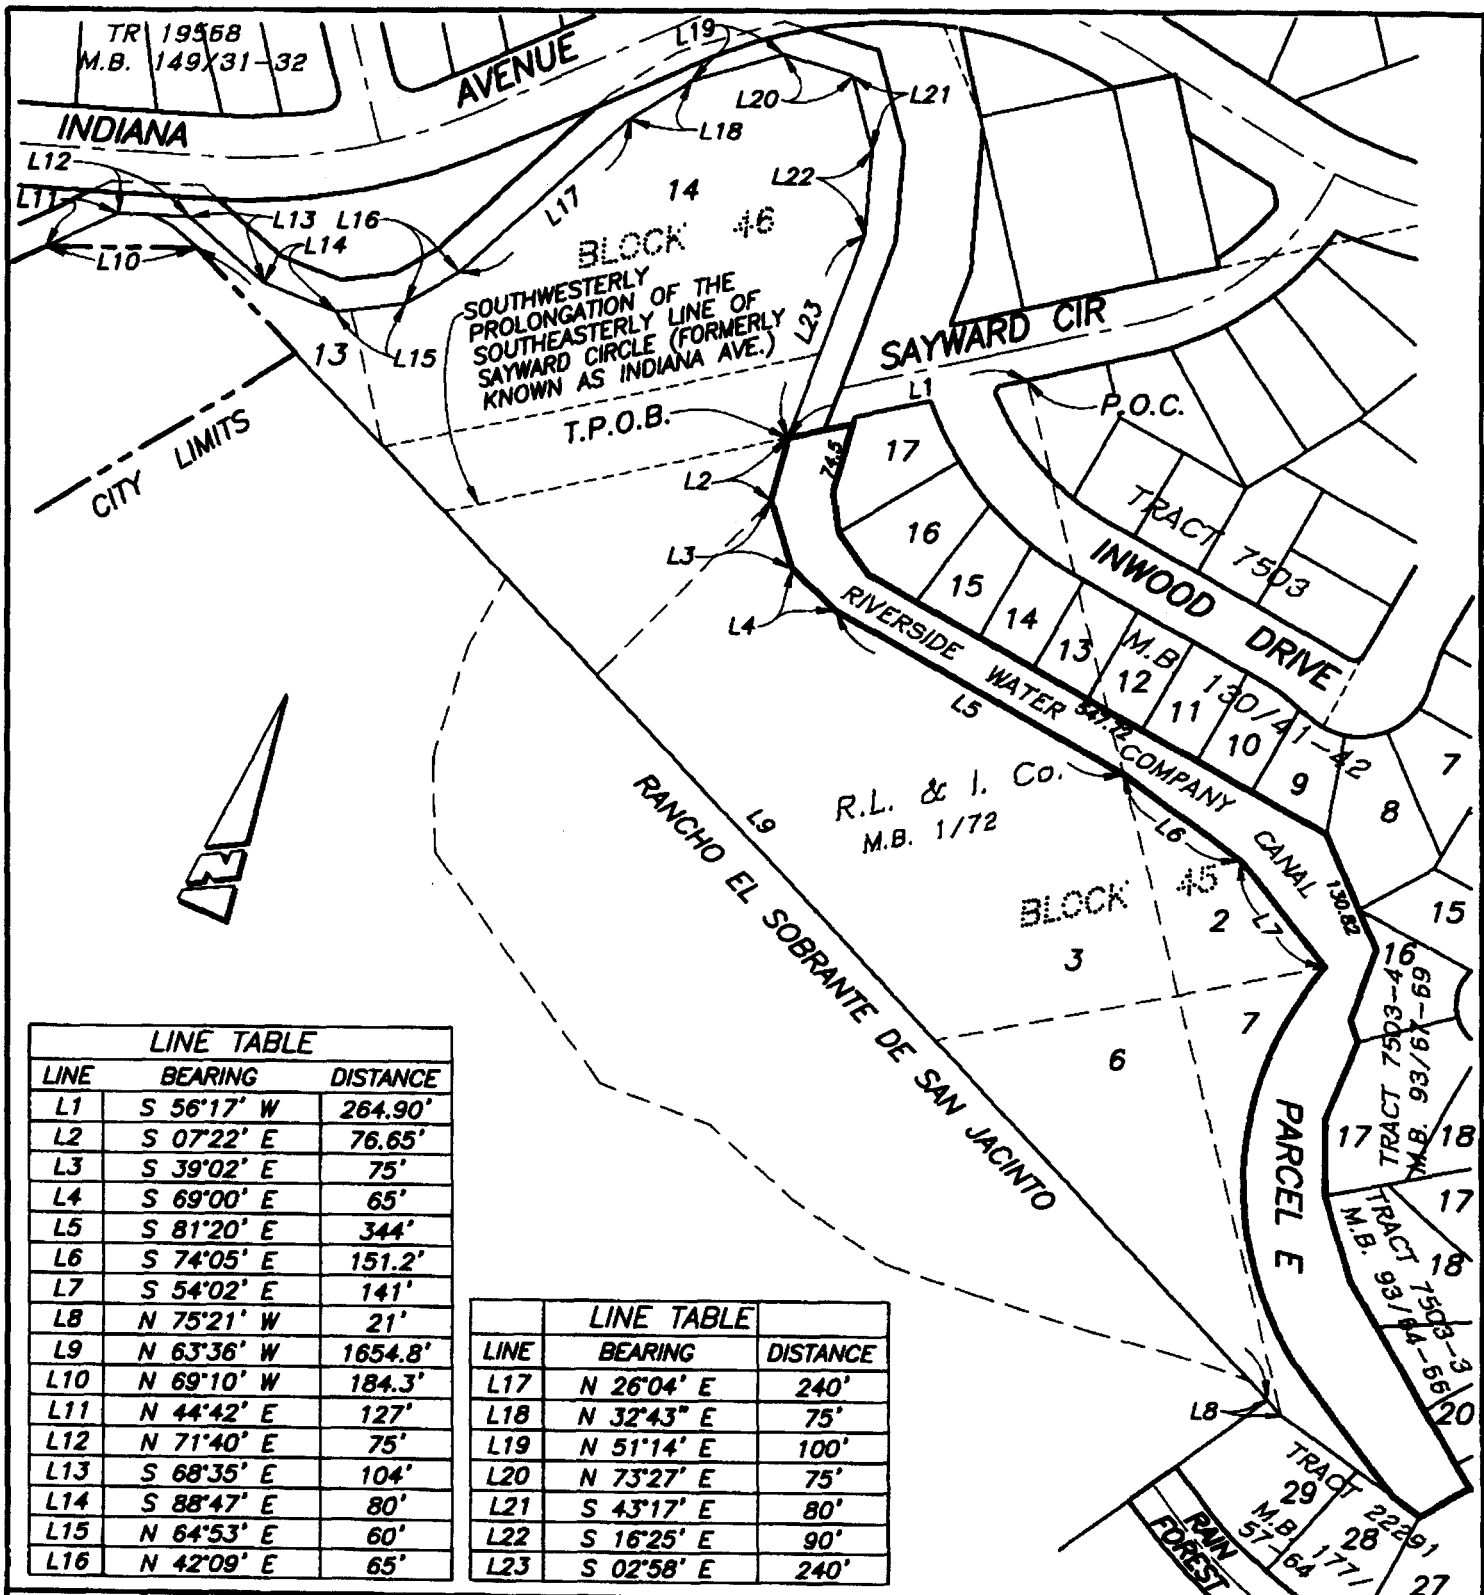 TR 19568
M.B. 149/31-32
INDIANA
AVENUE
L19
L20
L21
L18
L12
L11
L13
L16
L14
L10
L17
L22
14
BLOCK 46
SOUTHWESTERLY
PROLONGATION OF THE
SOUTHEASTERLY LINE OF
SAYWARD CIRCLE (FORMERLY
KNOWN AS INDIANA AVE.)
L23
SAYWARD CIR
13
L15
L1
P.O.C.
T.P.O.B.
CITY LIMITS
L2
74.5
17
16
15
14
13
12
11
10
9
8
7
TRACT 7503
M.B. 130/41-42
INWOOD DRIVE
L3
L4
RIVERSIDE WATER COMPANY CANAL
547.72
L5
R.L. & I. Co.
M.B. 1/72
L6
L9
RANCHO EL SOBRANTE DE SAN JACINTO
BLOCK 45
2
3
L7
130.82
15
16
TRACT 7503-4
M.B. 93/67-69
7
6
17
18
PARCEL E
TRACT 7503-3
M.B. 93/64-66
17
18
20
L8
TRACT 22291
M.B. 177/
57-64
29
28
27
RAIN
FOREST
N
LINE TABLE
LINE BEARING DISTANCE
L1 S 56°17' W 264.90'
L2 S 07°22' E 76.65'
L3 S 39°02' E 75'
L4 S 69°00' E 65'
L5 S 81°20' E 344'
L6 S 74°05' E 151.2'
L7 S 54°02' E 141'
L8 N 75°21' W 21'
L9 N 63°36' W 1654.8'
L10 N 69°10' W 184.3'
L11 N 44°42' E 127'
L12 N 71°40' E 75'
L13 S 68°35' E 104'
L14 S 88°47' E 80'
L15 N 64°53' E 60'
L16 N 42°09' E 65'
LINE TABLE
LINE BEARING DISTANCE
L17 N 26°04' E 240'
L18 N 32°43" E 75'
L19 N 51°14' E 100'
L20 N 73°27' E 75'
L21 S 43°17' E 80'
L22 S 16°25' E 90'
L23 S 02°58' E 240'